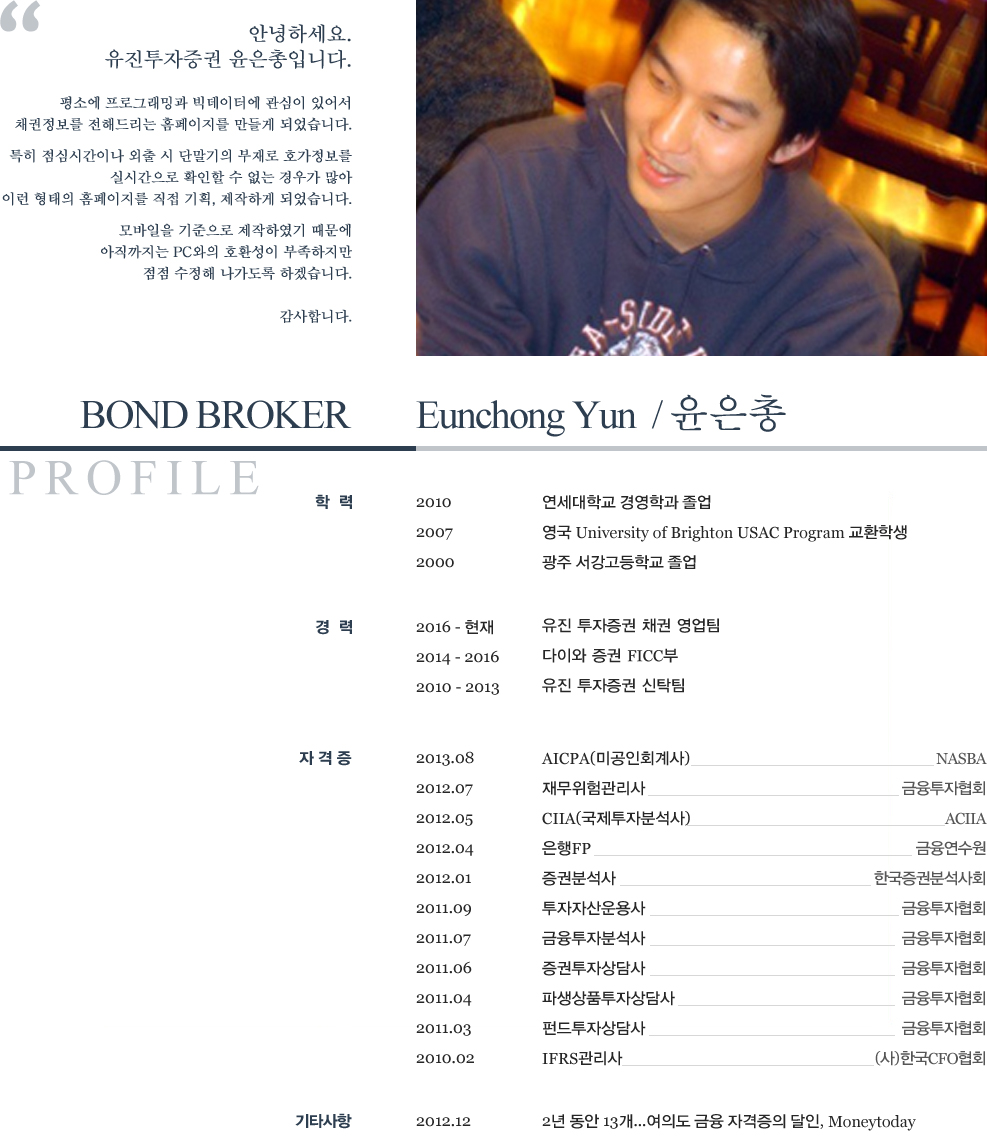 “
안녕하세요.
유진투자증권 윤은총입니다.
평소에 프로그래밍과 빅데이터에 관심이 있어서
채권정보를 전해드리는 홈페이지를 만들게 되었습니다.
특히 점심시간이나 외출 시 단말기의 부재로 호가정보를
실시간으로 확인할 수 없는 경우가 많아
이런 형태의 홈페이지를 직접 기획, 제작하게 되었습니다.
모바일을 기준으로 제작하였기 때문에
아직까지는 PC와의 호환성이 부족하지만
점점 수정해 나가도록 하겠습니다.
감사합니다.
A-SIDE
BOND BROKER Eunchong Yun / 윤은총
PROFILE
학 력 2010 연세대학교 경영학과 졸업
2007 영국 University of Brighton USAC Program 교환학생
2000 광주 서강고등학교 졸업
경 력 2016 - 현재 유진 투자증권 채권 영업팀
2014 - 2016 다이와 증권 FICC부
2010 - 2013 유진 투자증권 신탁팀
자 격 증 2013.08 AICPA(미공인회계사) NASBA
2012.07 재무위험관리사 금융투자협회
2012.05 CIIA(국제투자분석사) ACIIA
2012.04 은행FP 금융연수원
2012.01 증권분석사 한국증권분석사회
2011.09 투자자산운용사 금융투자협회
2011.07 금융투자분석사 금융투자협회
2011.06 증권투자상담사 금융투자협회
2011.04 파생상품투자상담사 금융투자협회
2011.03 펀드투자상담사 금융투자협회
2010.02 IFRS관리사 (사)한국CFO협회
기타사항 2012.12 2년 동안 13개...여의도 금융 자격증의 달인, Moneytoday